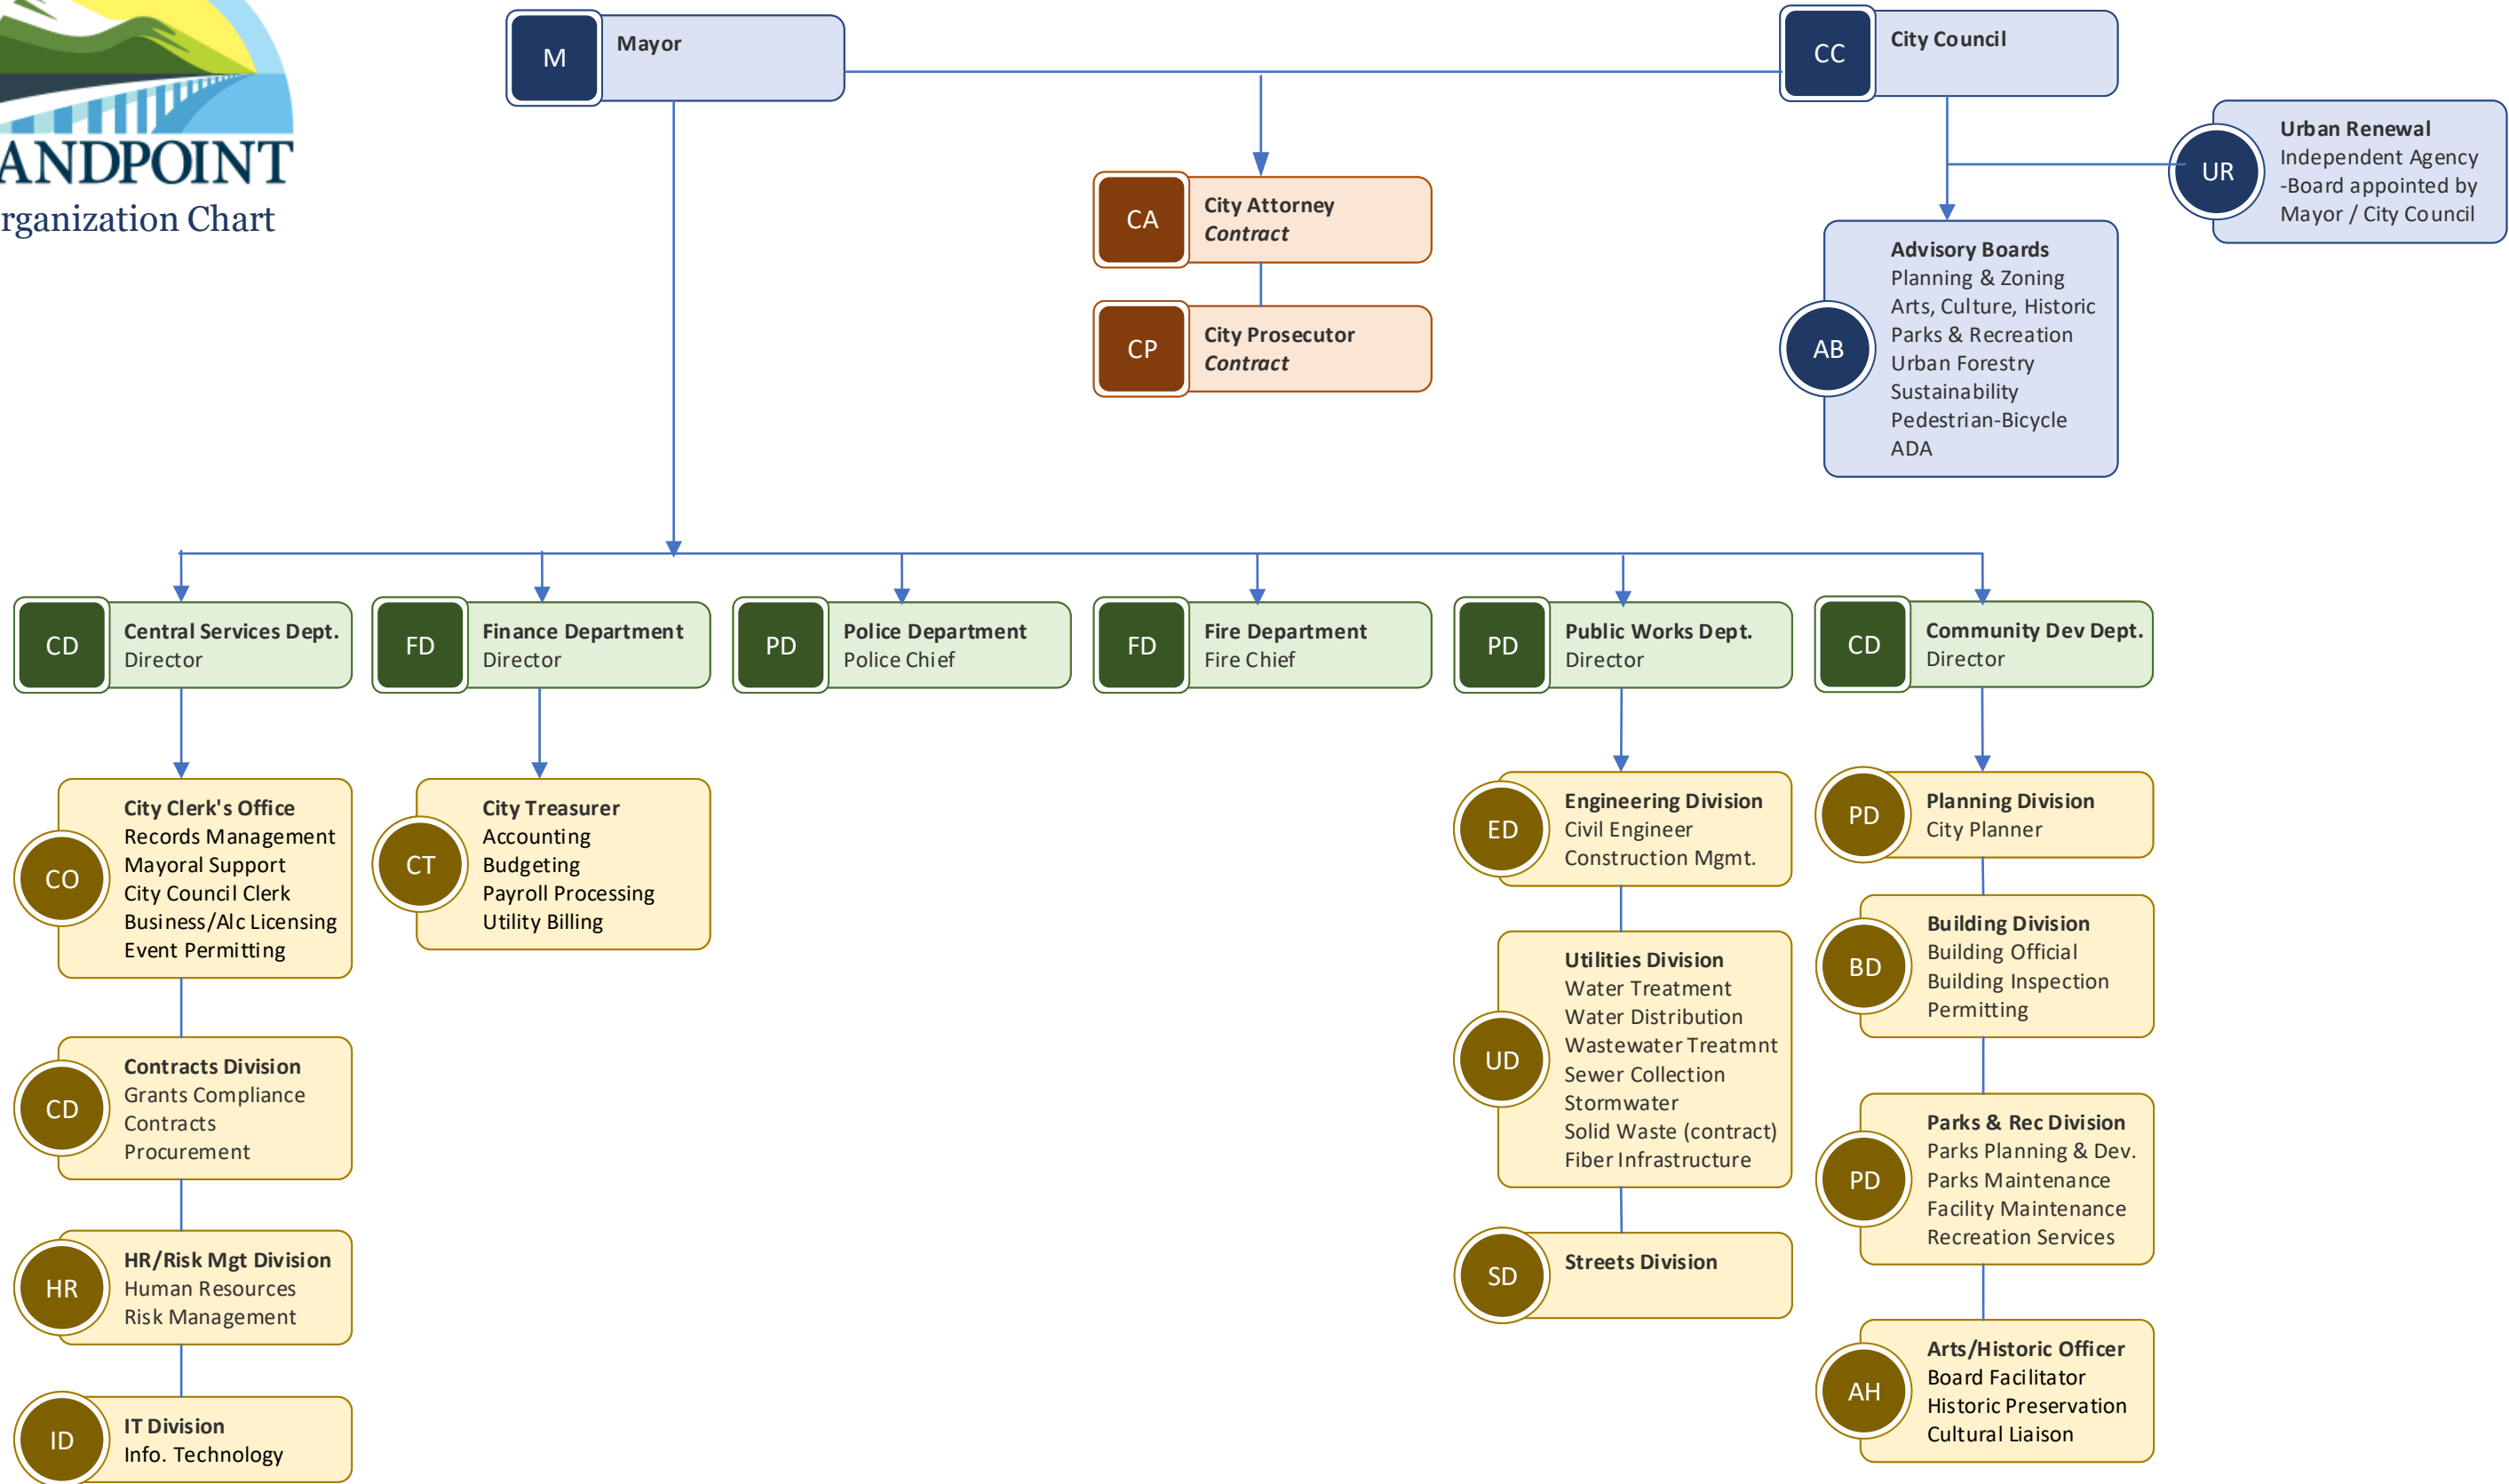 ANDPOINT
rganization Chart
M
Mayor
CC
City Council
UR
Urban Renewal
Independent Agency
-Board appointed by
Mayor / City Council
CA
City Attorney
Contract
CP
City Prosecutor
Contract
AB
Advisory Boards
Planning & Zoning
Arts, Culture, Historic
Parks & Recreation
Urban Forestry
Sustainability
Pedestrian-Bicycle
ADA
CD
Central Services Dept.
Director
FD
Finance Department
Director
PD
Police Department
Police Chief
FD
Fire Department
Fire Chief
PD
Public Works Dept.
Director
CD
Community Dev Dept.
Director
CO
City Clerk's Office
Records Management
Mayoral Support
City Council Clerk
Business/Alc Licensing
Event Permitting
CD
Contracts Division
Grants Compliance
Contracts
Procurement
HR
HR/Risk Mgt Division
Human Resources
Risk Management
ID
IT Division
Info. Technology
CT
City Treasurer
Accounting
Budgeting
Payroll Processing
Utility Billing
ED
Engineering Division
Civil Engineer
Construction Mgmt.
UD
Utilities Division
Water Treatment
Water Distribution
Wastewater Treatmnt
Sewer Collection
Stormwater
Solid Waste (contract)
Fiber Infrastructure
SD
Streets Division
PD
Planning Division
City Planner
BD
Building Division
Building Official
Building Inspection
Permitting
PD
Parks & Rec Division
Parks Planning & Dev.
Parks Maintenance
Facility Maintenance
Recreation Services
AH
Arts/Historic Officer
Board Facilitator
Historic Preservation
Cultural Liaison